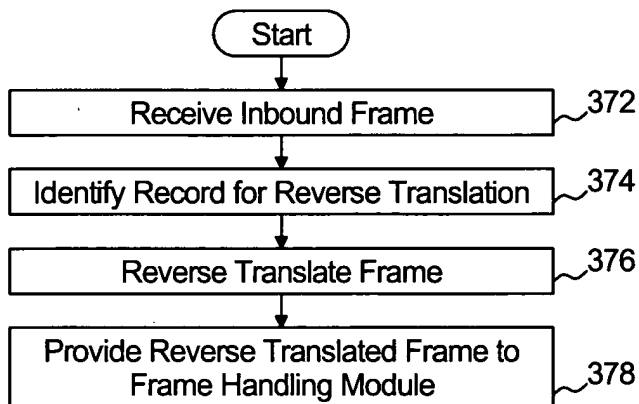 Start
Receive Inbound Frame
372
Identify Record for Reverse Translation
374
Reverse Translate Frame
376
Provide Reverse Translated Frame to
Frame Handling Module
378